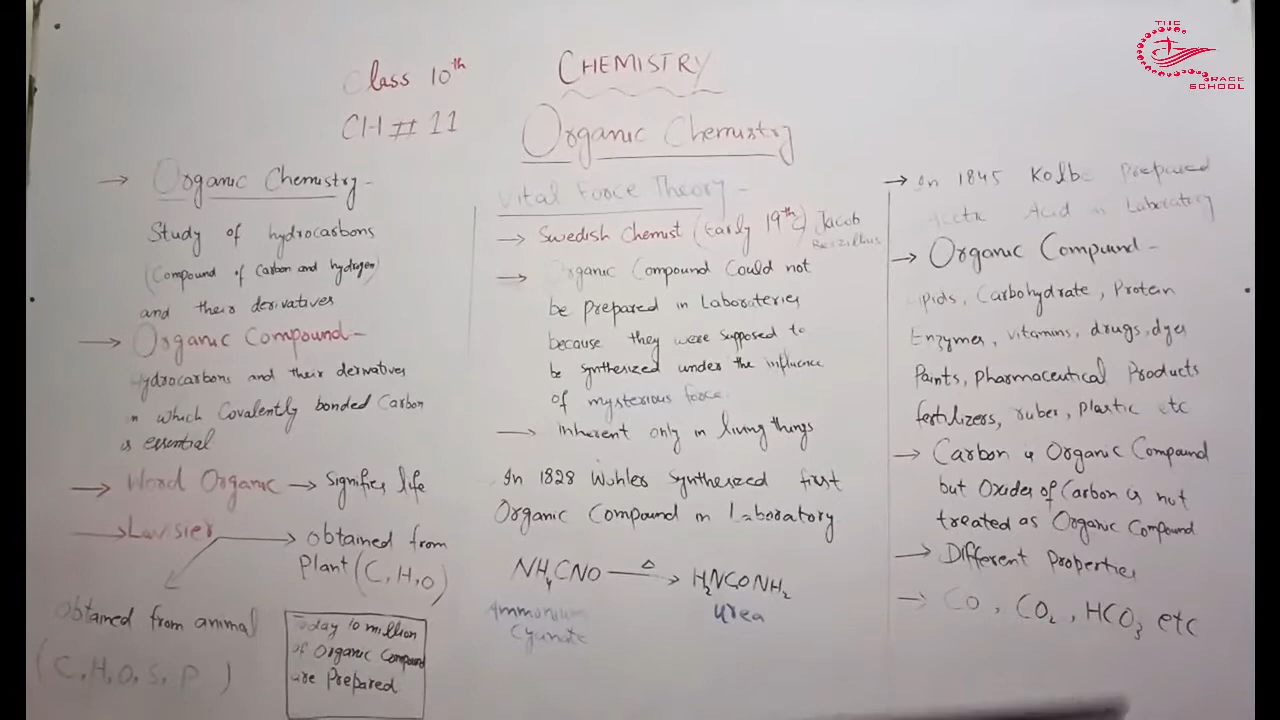 THE GRACE SCHOOL
Class 10th
CHEMISTRY
CH # 11
Organic Chemistry
→ Organic Chemistry-
Study of hydrocarbons
(Compound of Carbon and hydrogen)
and their derivatives
→ Organic Compound-
ydrocarbons and their derivatives
in which Covalently bonded Carbon
is essential
→ Word Organic → Signifies life
→ Lavisier → obtained from
Plant (C, H, O)
obtained from animal
(C, H, O, S, P)
Today 10 million
of Organic Compound
are Prepared
Vital Force Theory-
→ Swedish Chemist (Early 19th C) Jacob
→ Organic Compound Could not
be prepared in Laborateries
because they were supposed to
be synthesized under the influence
of mysterious force.
→ inherent only in living things
In 1828 Wohler Synthesized first
Organic Compound in Laboratory
NH4CNO —Δ→ H2NCONH2
Ammonium
Cyanate
Urea
→ In 1845 Kolbe Prepared
Acetic Acid in Laboratory
→ Organic Compound-
ipids, Carbohydrate, Protein
Enzymes, vitamins, drugs, dyes
Paints, Pharmaceutical Products
fertilizers, ruber, Plastic etc
→ Carbon is Organic Compound
but Oxides of Carbon is not
treated as Organic Compound
→ Different Properties
→ CO, CO2, HCO3 etc